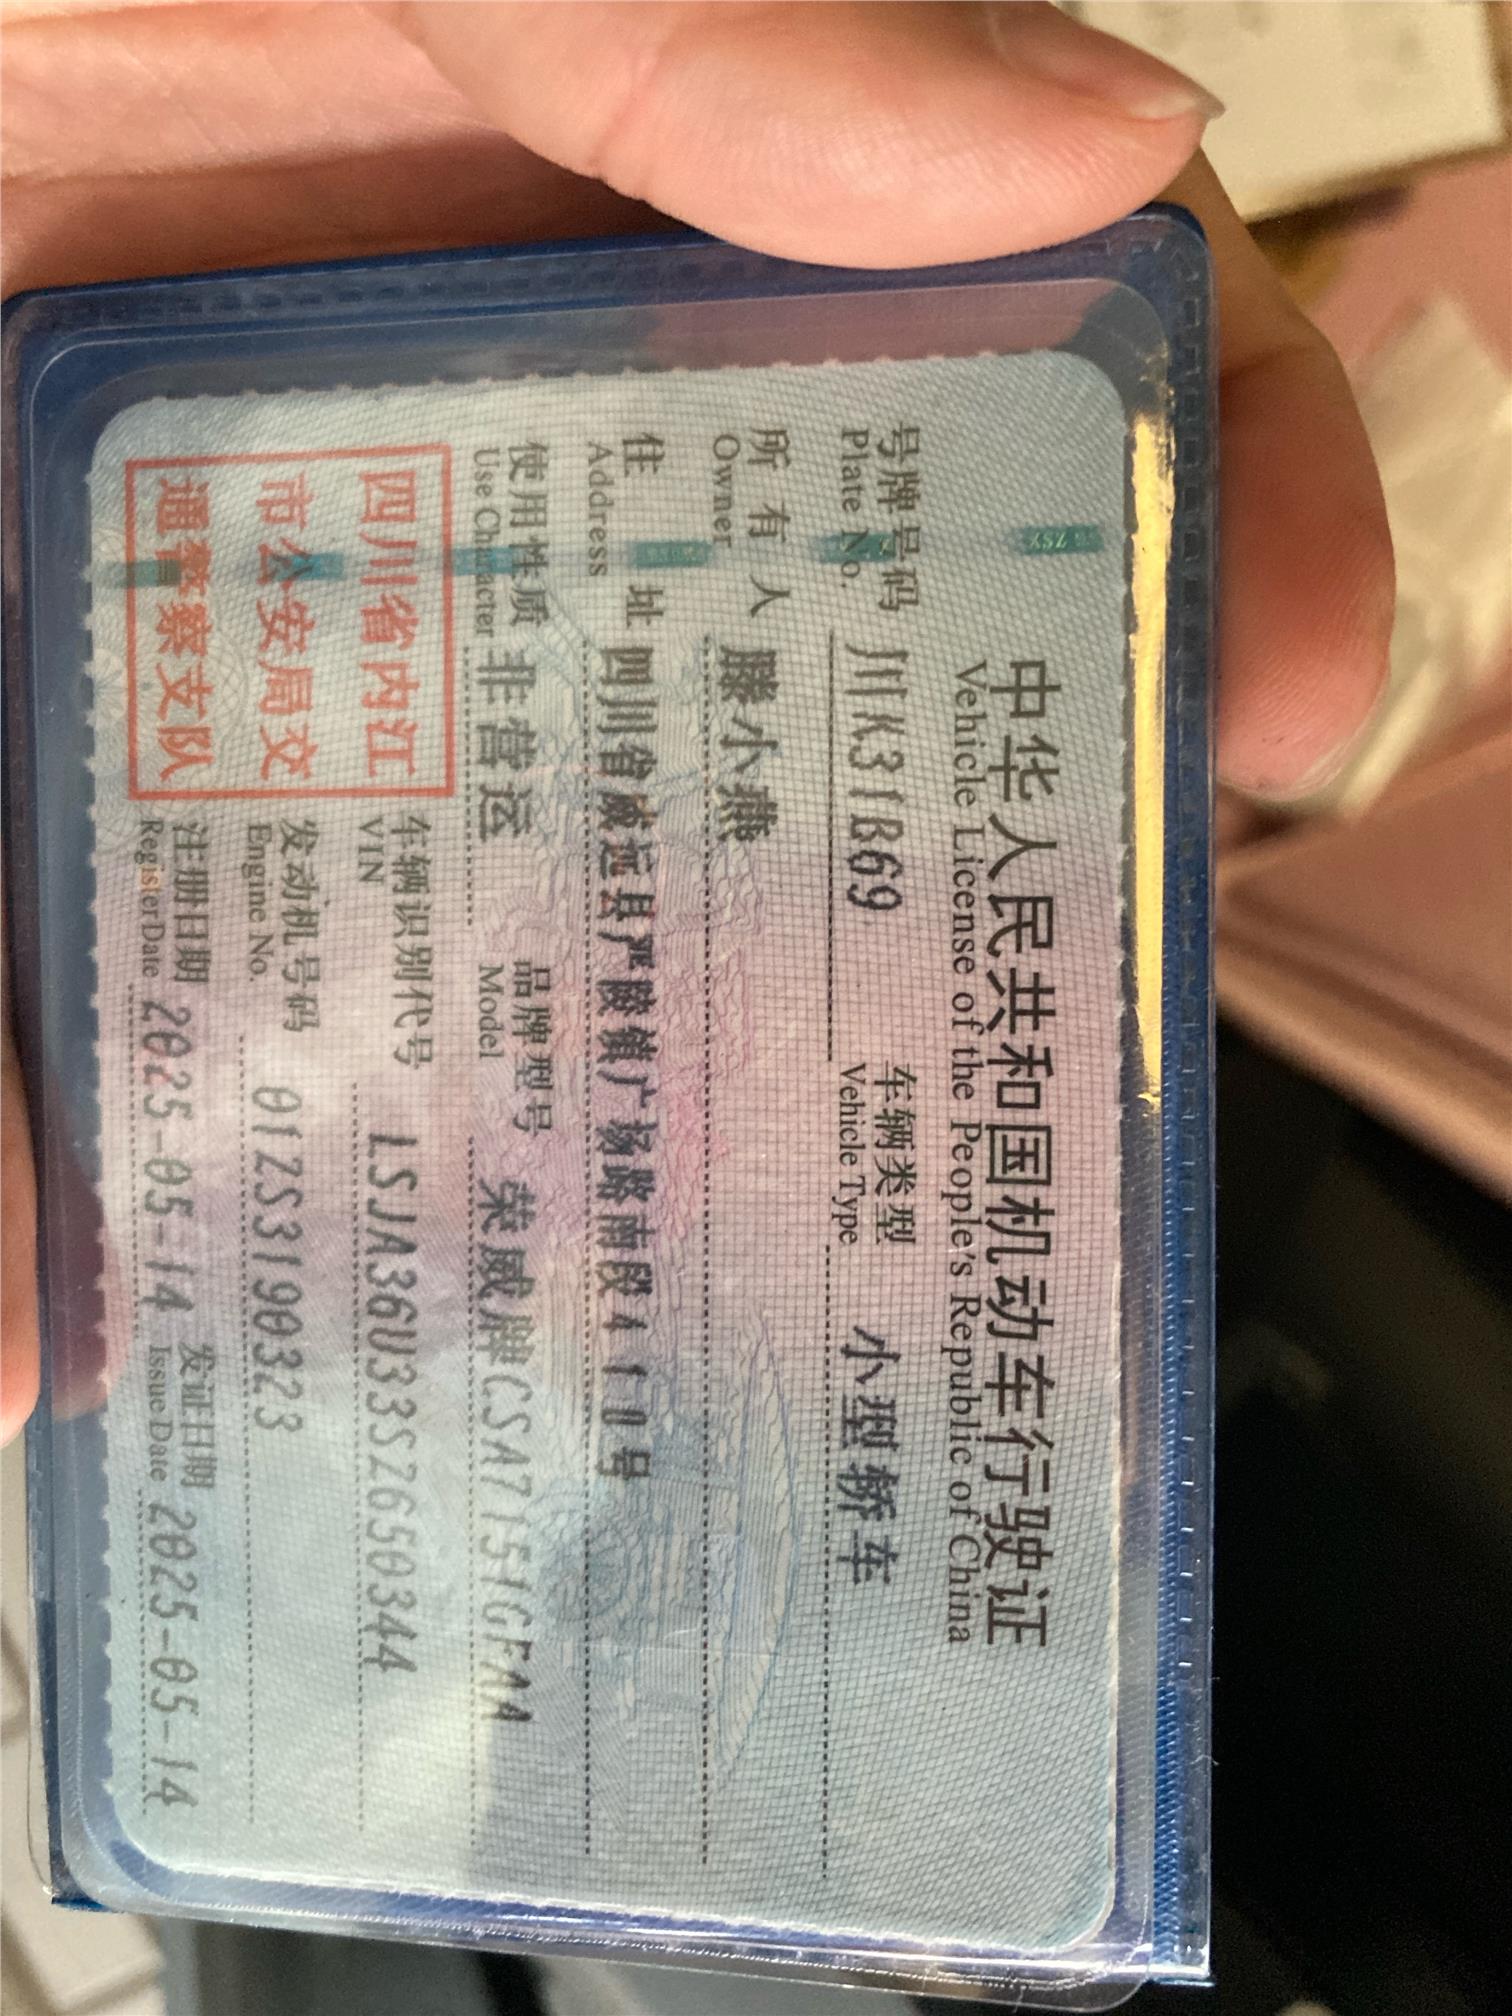 中华人民共和国机动车行驶证
Vehicle License of the People's Republic of China
号牌号码 川K31B69 车辆类型 小型轿车
Plate No. Vehicle Type
所有人 滕小燕
Owner
住址 四川省威远县严陵镇广场路南段410号
Address
使用性质 非营运 品牌型号 荣威牌CSA7151GFAA
Use Character Model
四川省内江
市公安局交
通警察支队
车辆识别代号 LSJA36U33SZ650344
VIN
发动机号码 01ZS3190323
Engine No.
注册日期 2025-05-14 发证日期 2025-05-14
Register Date Issue Date